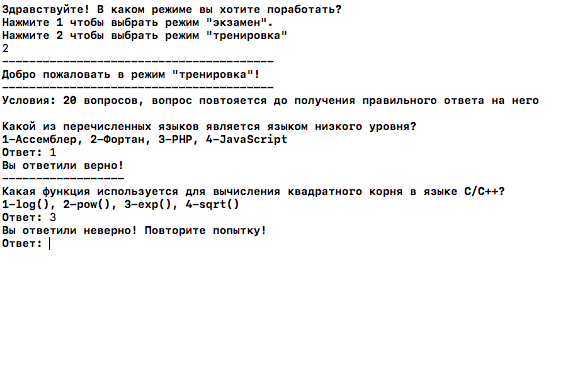 Здравствуйте! В каком режиме вы хотите поработать?
Нажмите 1 чтобы выбрать режим "экзамен".
Нажмите 2 чтобы выбрать режим "тренировка"
2
----------------------------------------
Добро пожаловать в режим "тренировка"!
----------------------------------------
Условия: 20 вопросов, вопрос повтояется до получения правильного ответа на него
Какой из перечисленных языков является языком низкого уровня?
1-Ассемблер, 2-Фортан, 3-PHP, 4-JavaScript
Ответ: 1
Вы ответили верно!
------------------
Какая функция используется для вычисления квадратного корня в языке C/C++?
1-log(), 2-pow(), 3-exp(), 4-sqrt()
Ответ: 3
Вы ответили неверно! Повторите попытку!
Ответ: